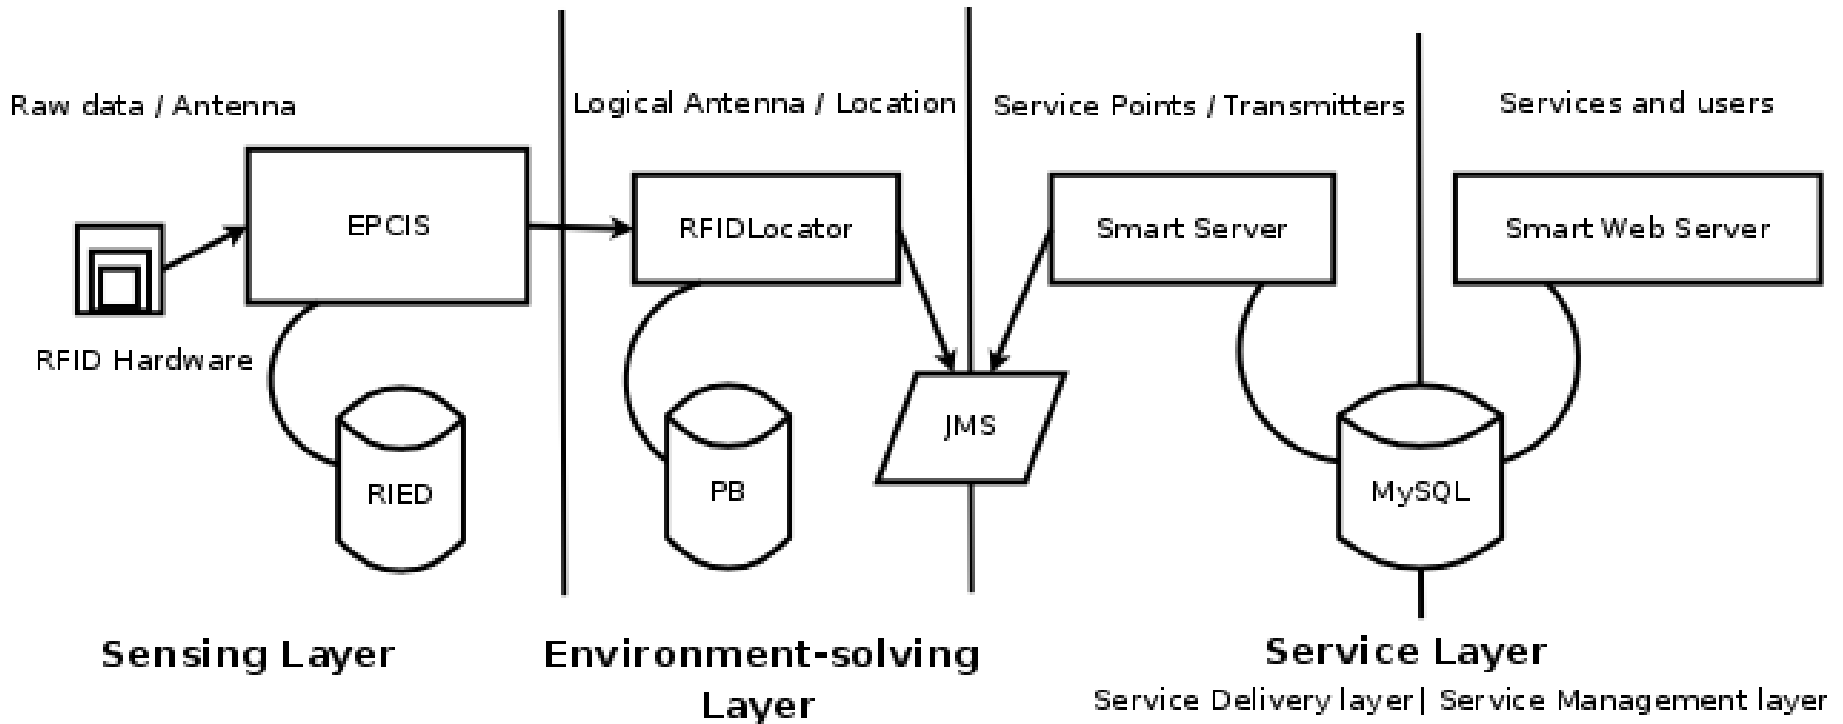 Raw data / Antenna
Logical Antenna / Location
Service Points / Transmitters
Services and users
EPCIS
RFIDLocator
Smart Server
Smart Web Server
RFID Hardware
JMS
RIED
PB
MySQL
Sensing Layer
Environment-solving
Layer
Service Layer
Service Delivery layer| Service Management layer